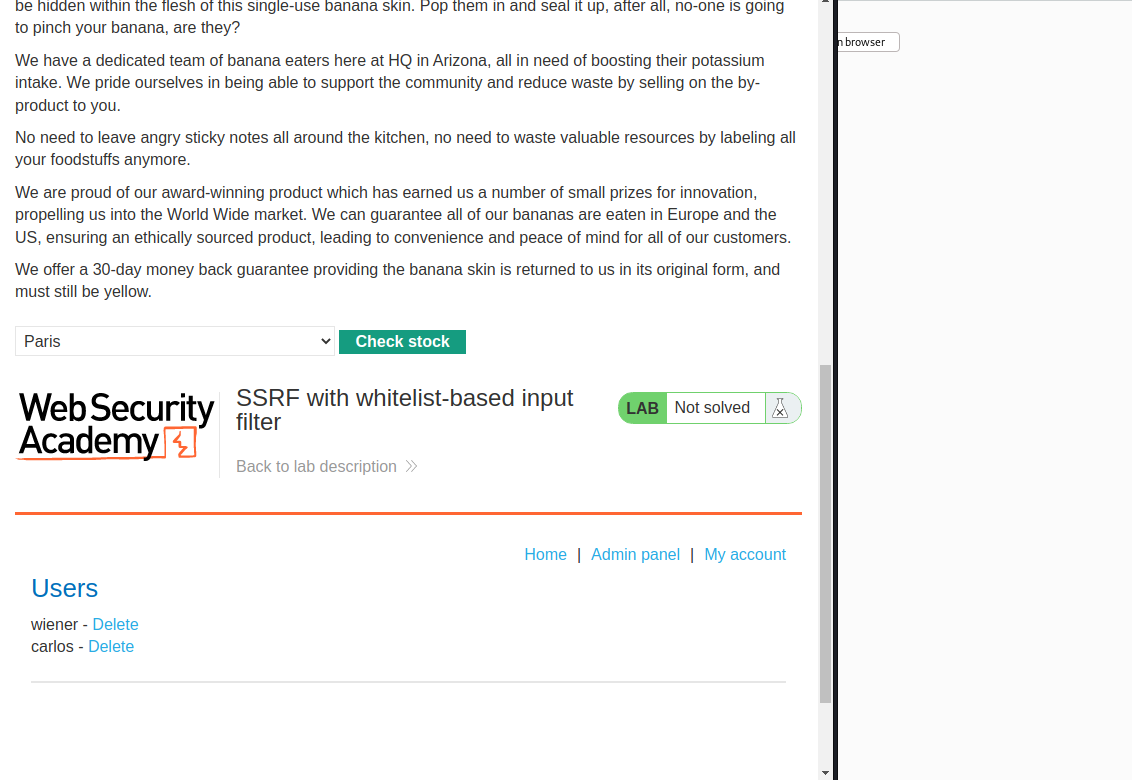 be hidden within the flesh of this single-use banana skin. Pop them in and seal it up, after all, no-one is going
to pinch your banana, are they?
We have a dedicated team of banana eaters here at HQ in Arizona, all in need of boosting their potassium
intake. We pride ourselves in being able to support the community and reduce waste by selling on the by-
product to you.
No need to leave angry sticky notes all around the kitchen, no need to waste valuable resources by labeling all
your foodstuffs anymore.
We are proud of our award-winning product which has earned us a number of small prizes for innovation,
propelling us into the World Wide market. We can guarantee all of our bananas are eaten in Europe and the
US, ensuring an ethically sourced product, leading to convenience and peace of mind for all of our customers.
We offer a 30-day money back guarantee providing the banana skin is returned to us in its original form, and
must still be yellow.
Paris Check stock
Web Security
Academy
SSRF with whitelist-based input
filter
LAB Not solved
Back to lab description
Home | Admin panel | My account
Users
wiener - Delete
carlos - Delete
n browser